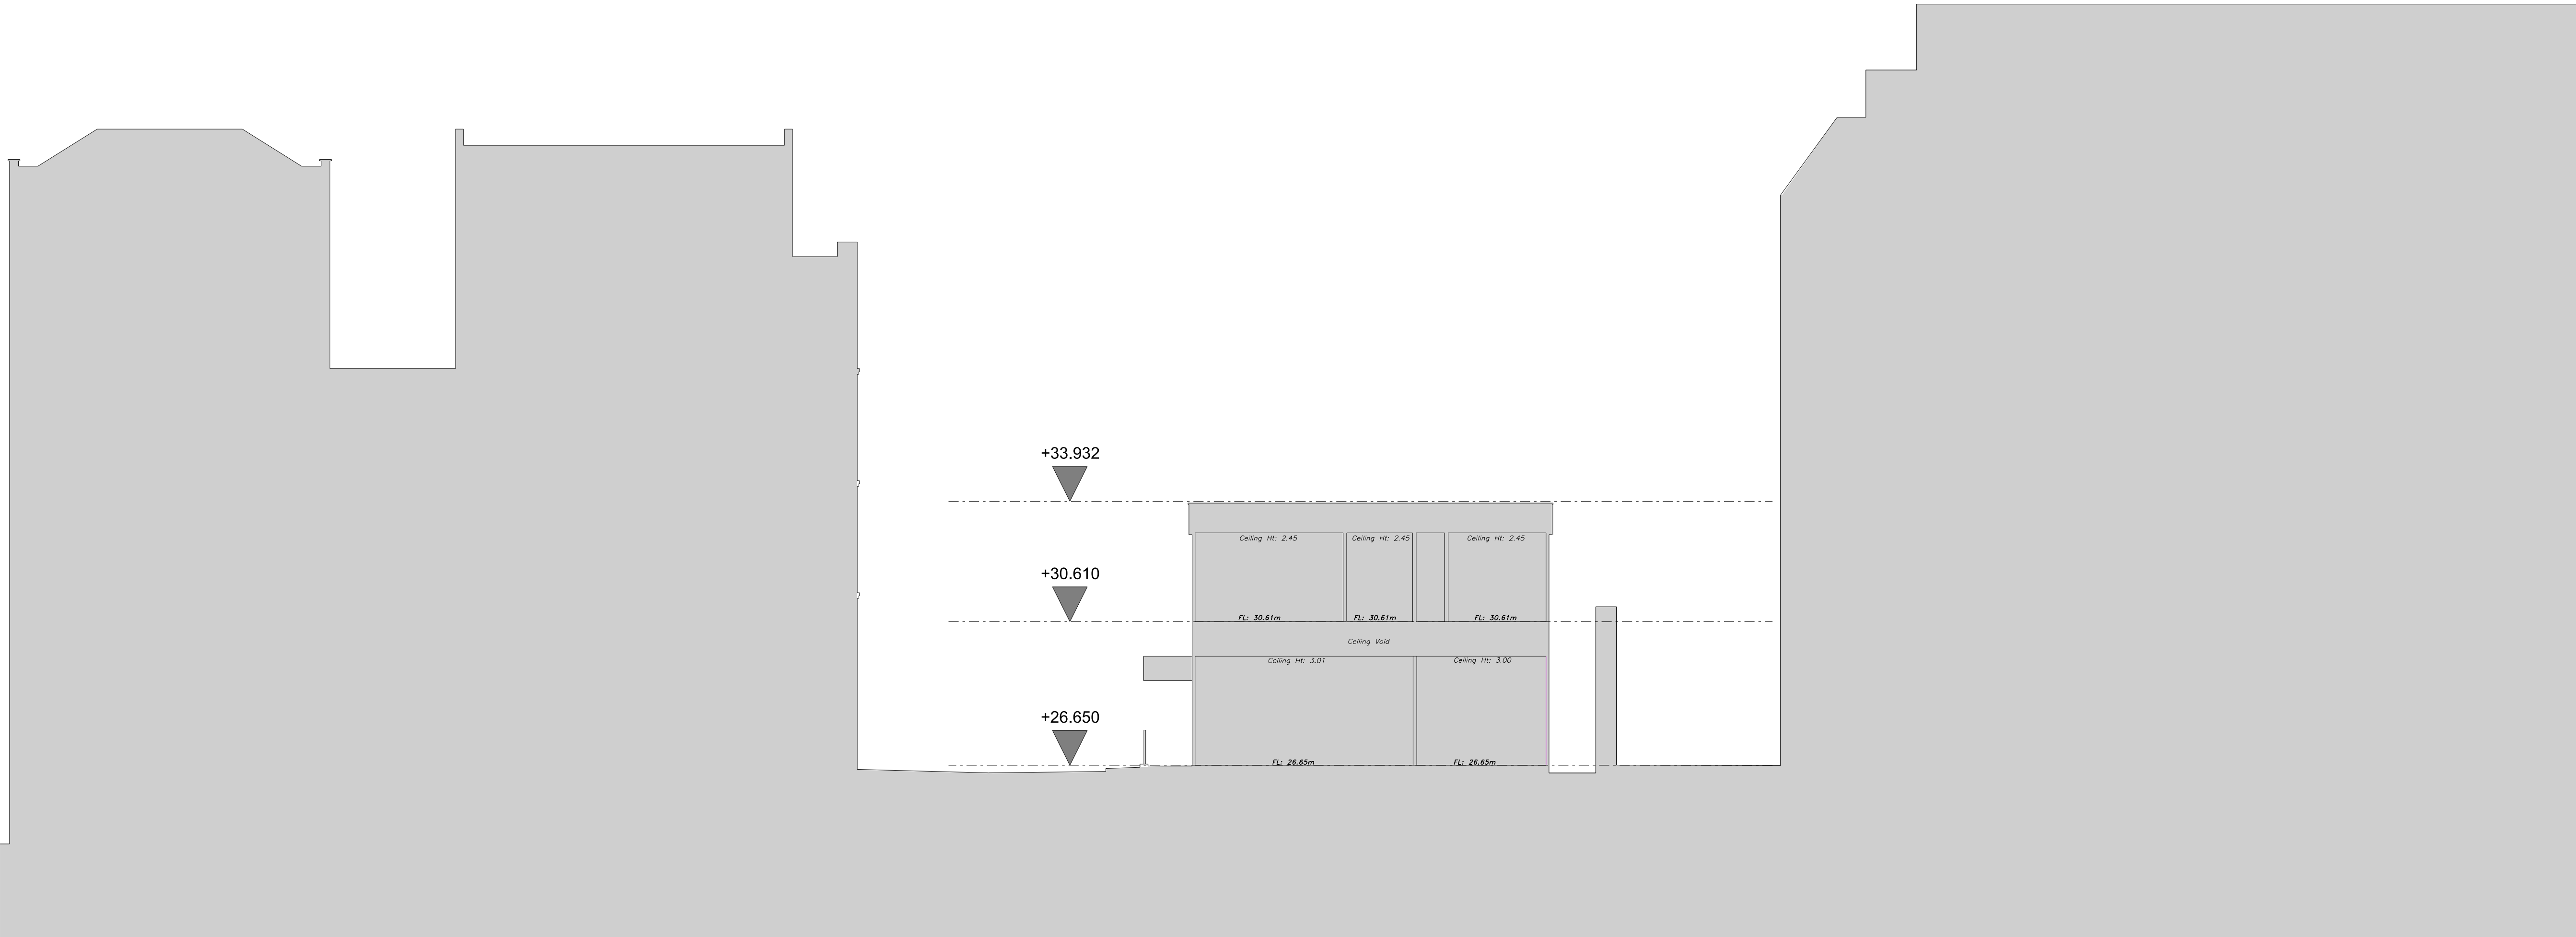 +33.932
Ceiling Ht: 2.45
Ceiling Ht: 2.45
Ceiling Ht: 2.45
+30.610
FL: 30.61m
FL: 30.61m
FL: 30.61m
Ceiling Void
Ceiling Ht: 3.01
Ceiling Ht: 3.00
+26.650
FL: 26.65m
FL: 26.65m